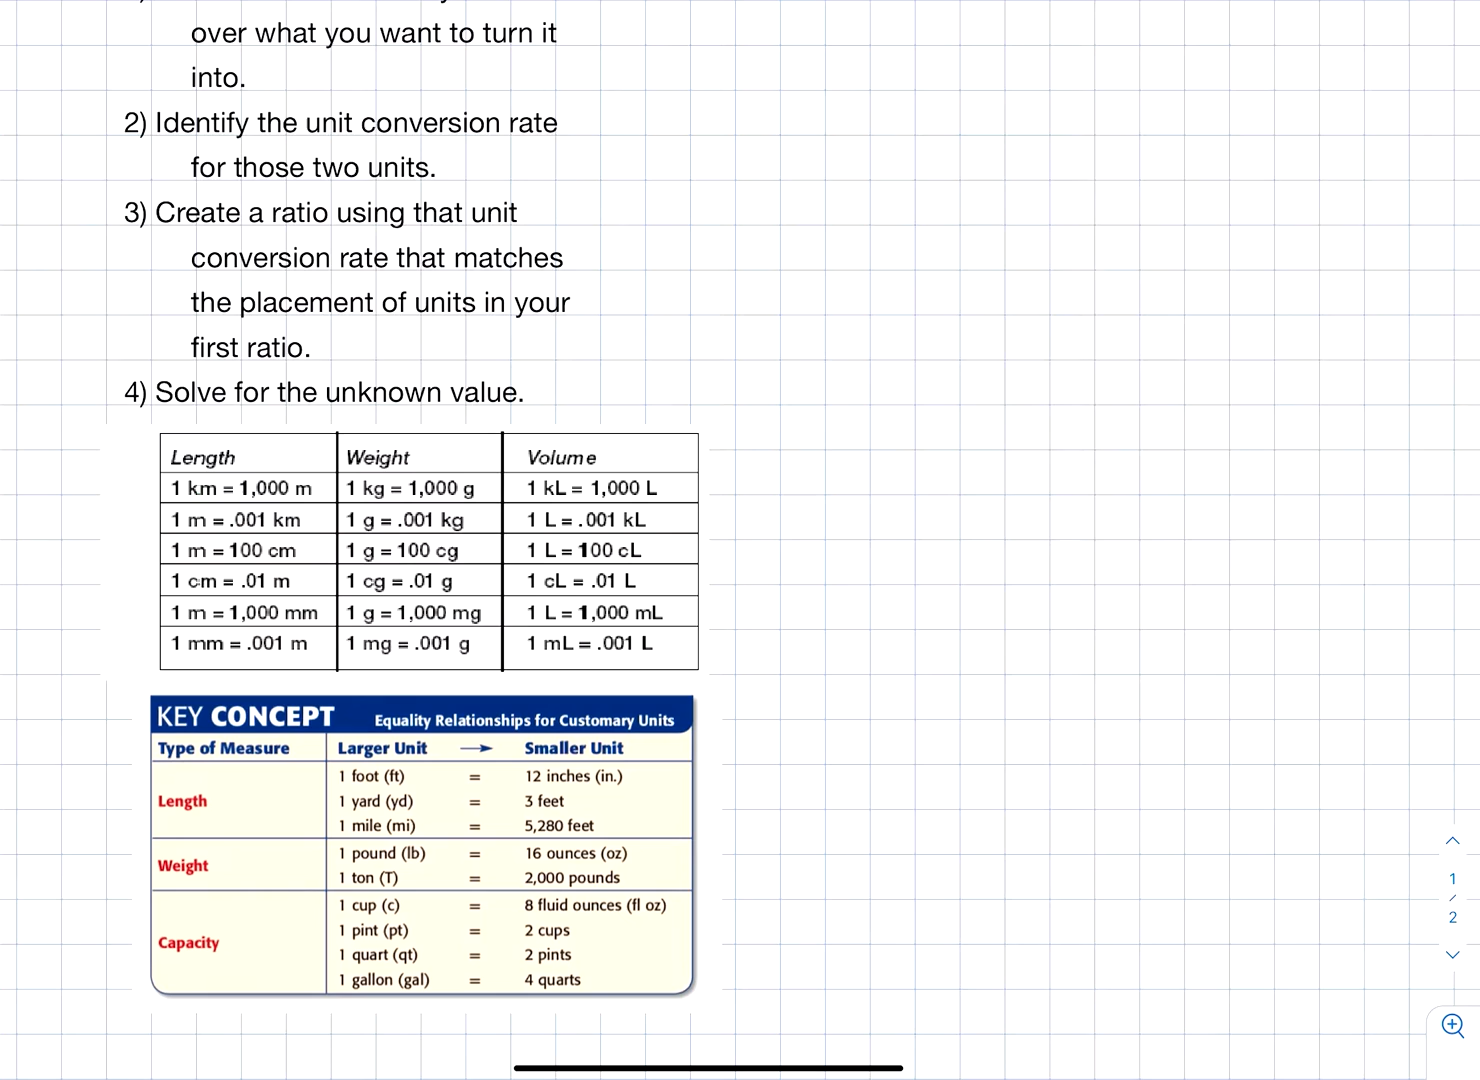 over what you want to turn it
into.
2) Identify the unit conversion rate
for those two units.
3) Create a ratio using that unit
conversion rate that matches
the placement of units in your
first ratio.
4) Solve for the unknown value.
Length Weight Volume
1 km = 1,000 m 1 kg = 1,000 g 1 kL = 1,000 L
1 m = .001 km 1 g = .001 kg 1 L = .001 kL
1 m = 100 cm 1 g = 100 cg 1 L = 100 cL
1 cm = .01 m 1 cg = .01 g 1 cL = .01 L
1 m = 1,000 mm 1 g = 1,000 mg 1 L = 1,000 mL
1 mm = .001 m 1 mg = .001 g 1 mL = .001 L
KEY CONCEPT Equality Relationships for Customary Units
Type of Measure Larger Unit → Smaller Unit
1 foot (ft) = 12 inches (in.)
Length 1 yard (yd) = 3 feet
1 mile (mi) = 5,280 feet
Weight 1 pound (lb) = 16 ounces (oz)
1 ton (T) = 2,000 pounds
1 cup (c) = 8 fluid ounces (fl oz)
1 pint (pt) = 2 cups
Capacity 1 quart (qt) = 2 pints
1 gallon (gal) = 4 quarts
1
/
2